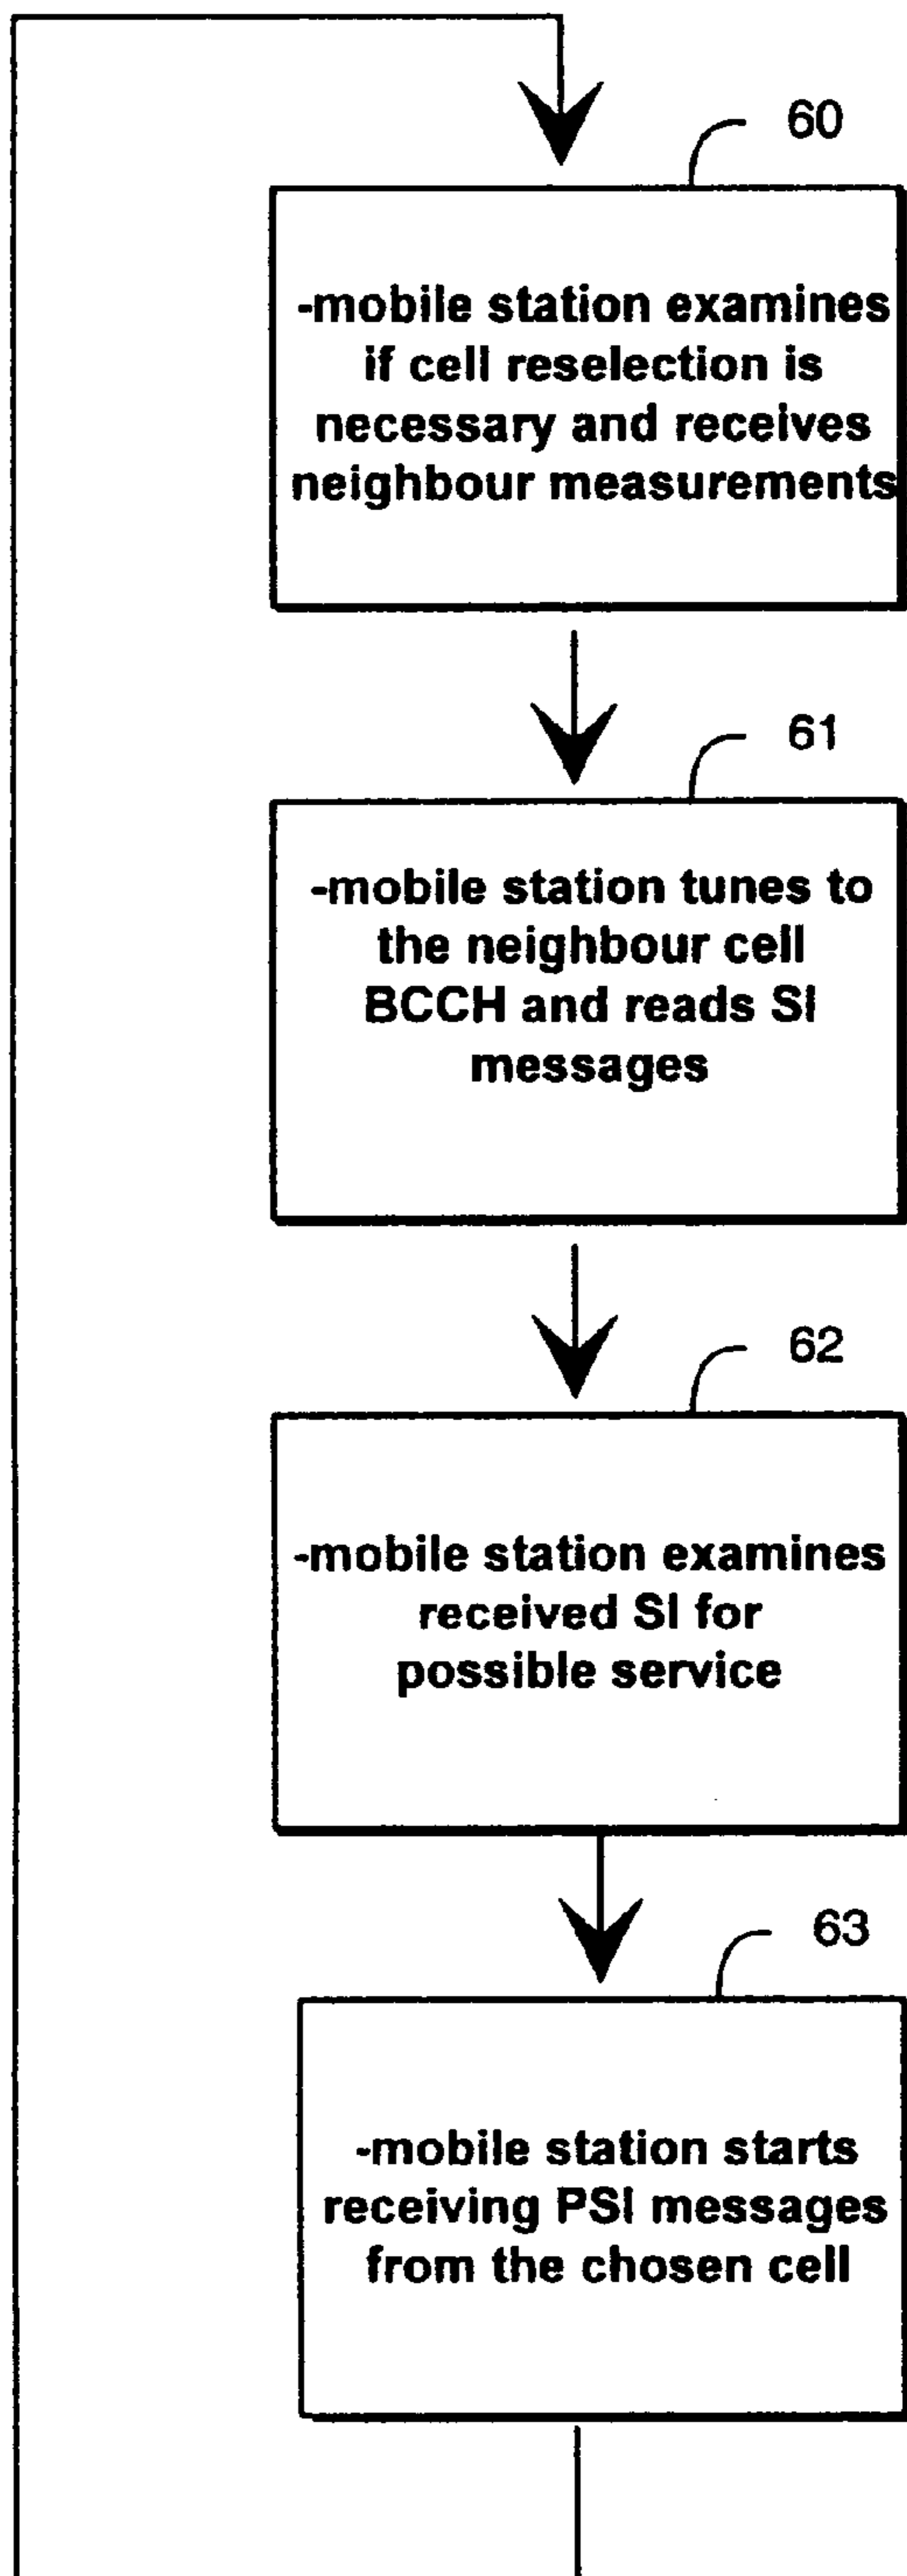 60
-mobile station examines
if cell reselection is
necessary and receives
neighbour measurements
61
-mobile station tunes to
the neighbour cell
BCCH and reads SI
messages
62
-mobile station examines
received SI for
possible service
63
-mobile station starts
receiving PSI messages
from the chosen cell